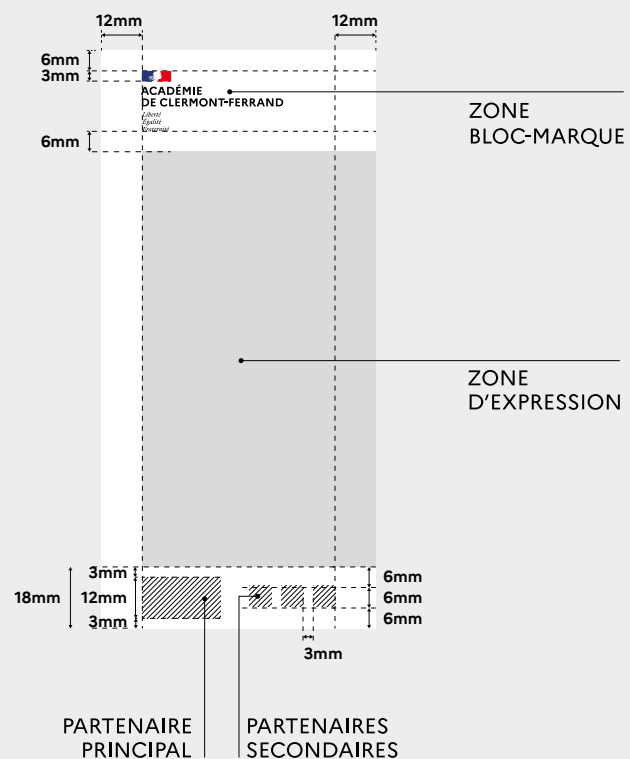 12mm
12mm
6mm
3mm
ACADÉMIE
DE CLERMONT-FERRAND
Liberté
Égalité
Fraternité
ZONE
BLOC-MARQUE
6mm
ZONE
D'EXPRESSION
3mm
6mm
18mm
12mm
6mm
3mm
6mm
3mm
PARTENAIRE
PRINCIPAL
PARTENAIRES
SECONDAIRES